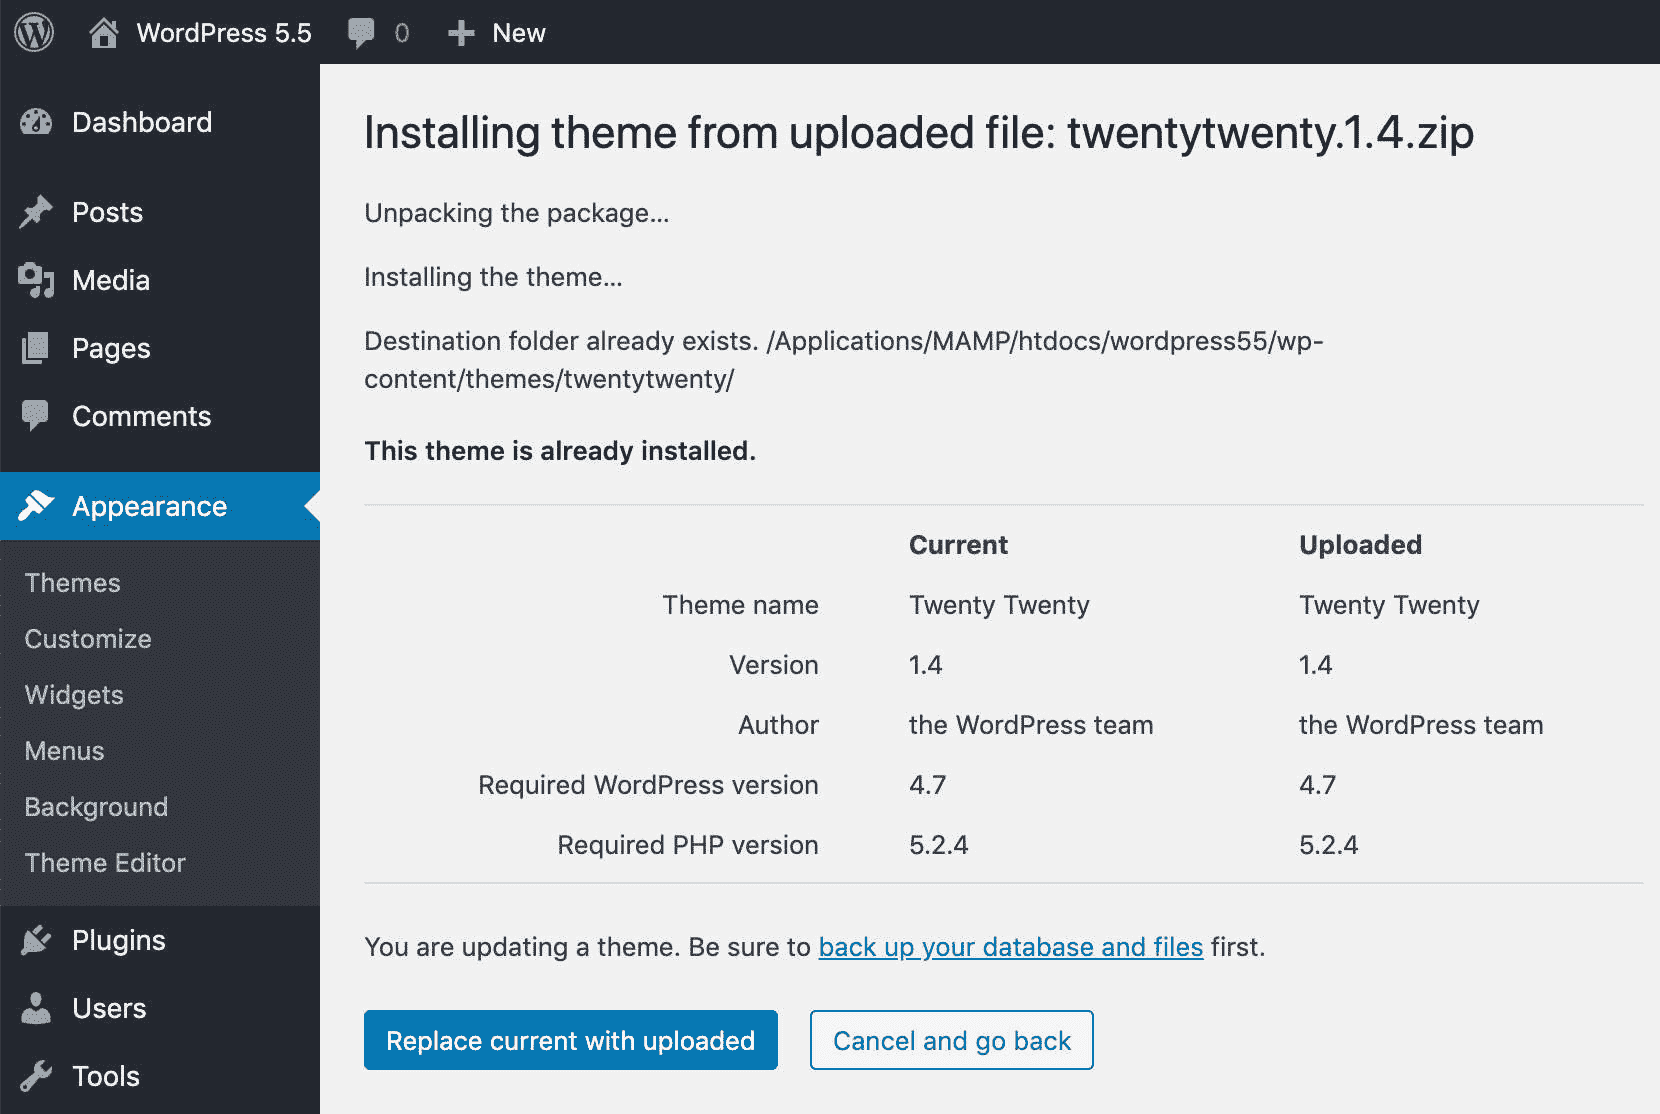 WordPress 5.5 0 New
Dashboard
Posts
Media
Pages
Comments
Appearance
Themes
Customize
Widgets
Menus
Background
Theme Editor
Plugins
Users
Tools
Installing theme from uploaded file: twentytwenty.1.4.zip
Unpacking the package...
Installing the theme...
Destination folder already exists. /Applications/MAMP/htdocs/wordpress55/wp-
content/themes/twentytwenty/
This theme is already installed.
Current Uploaded
Theme name Twenty Twenty Twenty Twenty
Version 1.4 1.4
Author the WordPress team the WordPress team
Required WordPress version 4.7 4.7
Required PHP version 5.2.4 5.2.4
You are updating a theme. Be sure to back up your database and files first.
Replace current with uploaded Cancel and go back